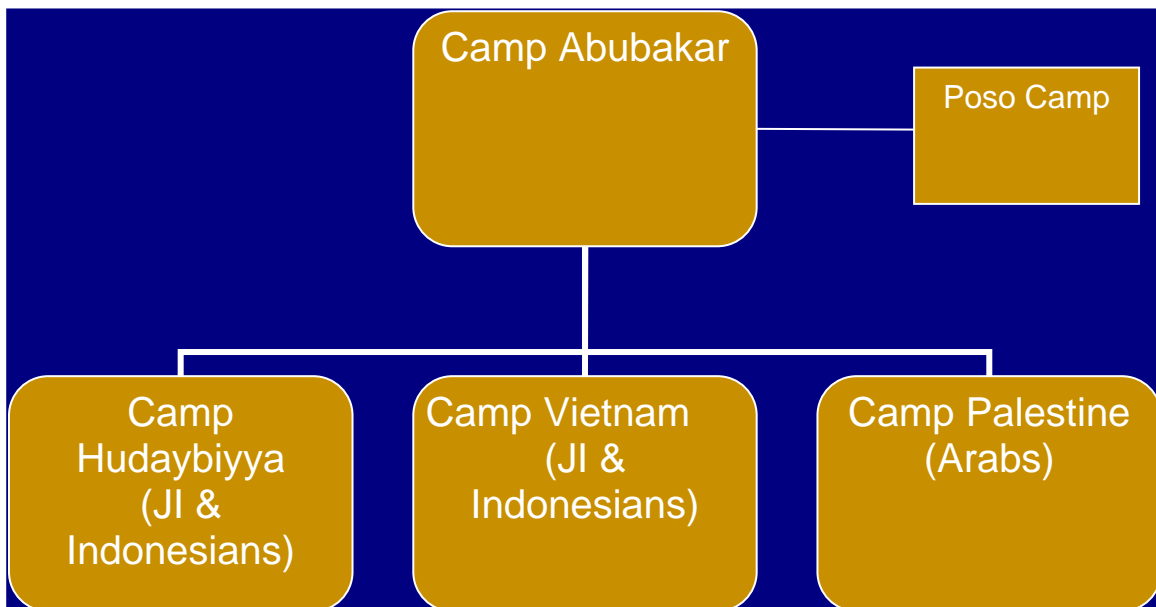 Camp Abubakar
Poso Camp
Camp
Hudaybiyya
(JI &
Indonesians)
Camp Vietnam
(JI &
Indonesians)
Camp Palestine
(Arabs)